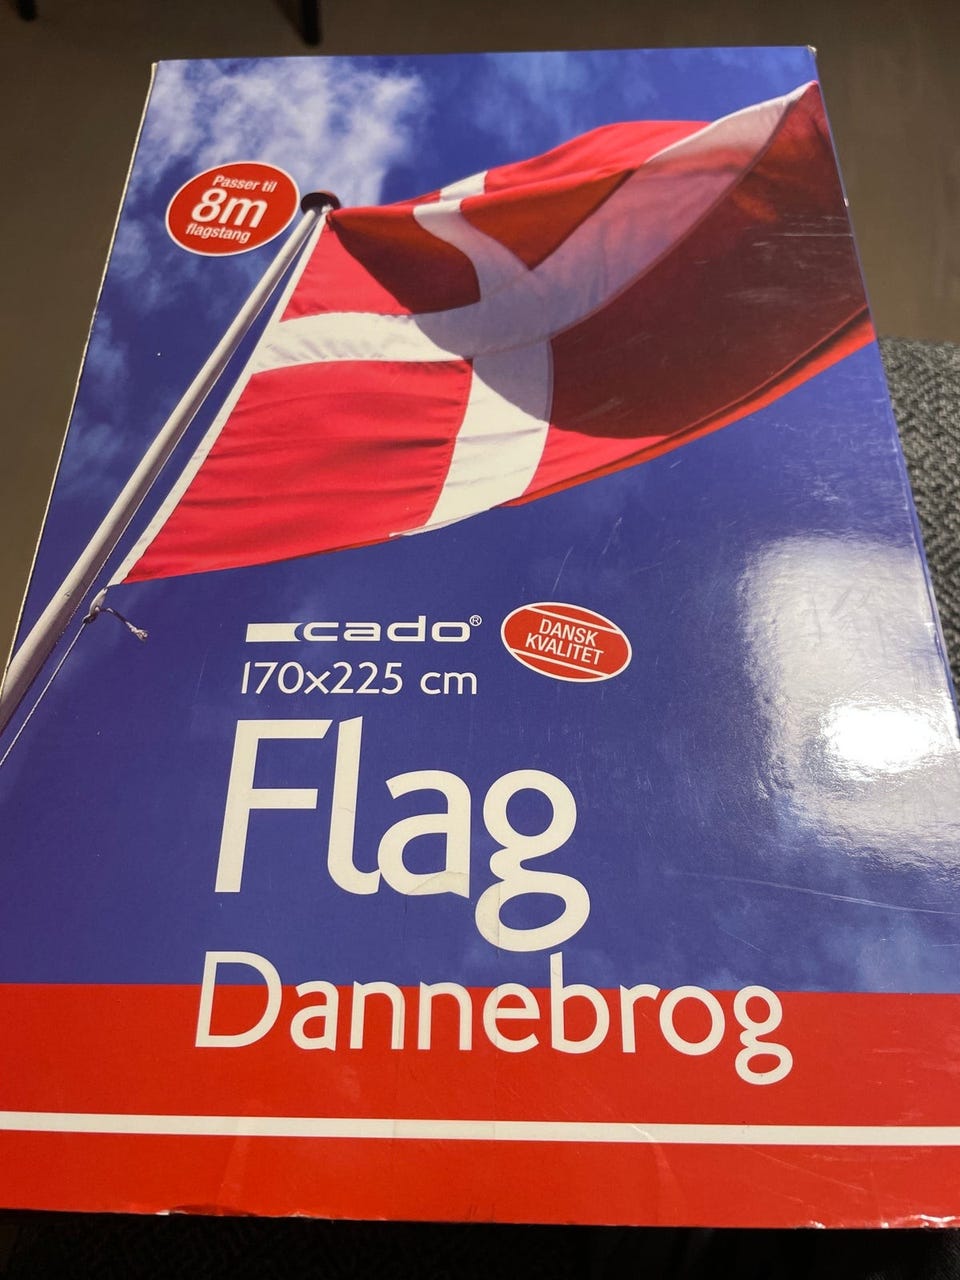 Passer til
8m
flagstang
cado®
DANSK
KVALITET
170x225 cm
Flag
Dannebrog